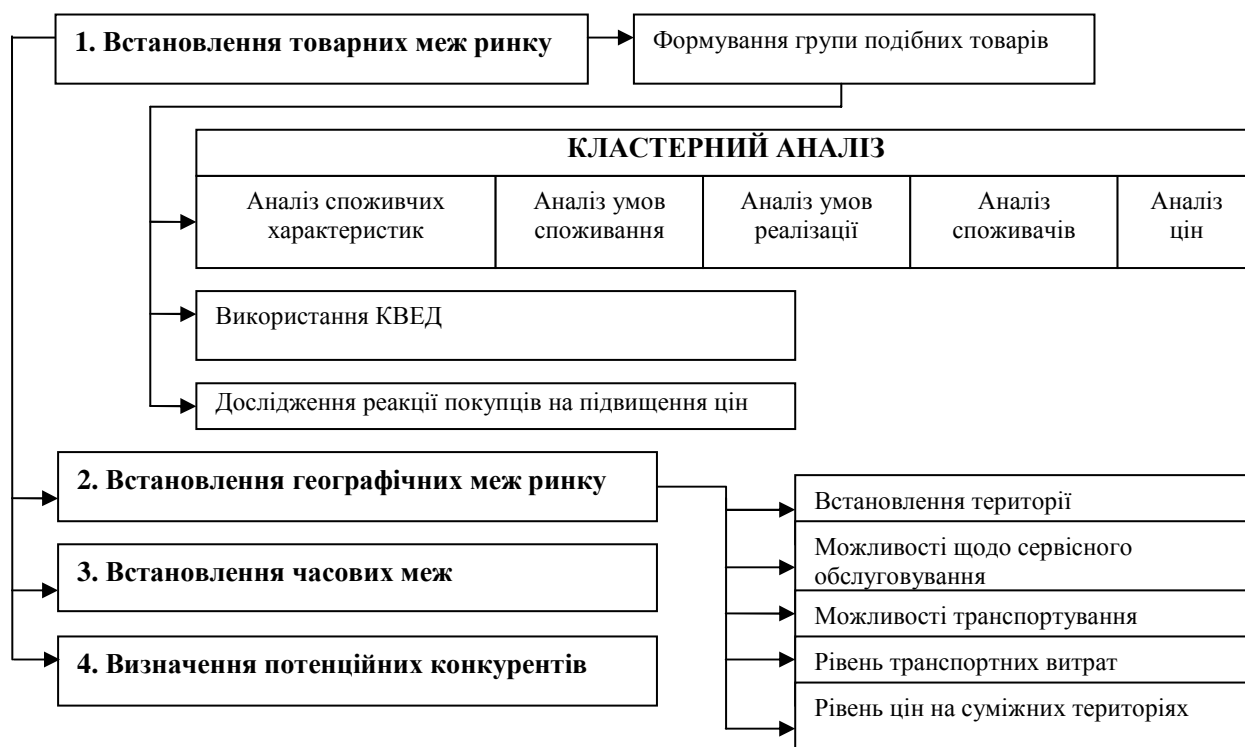 1. Встановлення товарних меж ринку
Формування групи подібних товарів
КЛАСТЕРНИЙ АНАЛІЗ
Аналіз споживчих
характеристик
Аналіз умов
споживання
Аналіз умов
реалізації
Аналіз
споживачів
Аналіз
цін
Використання КВЕД
Дослідження реакції покупців на підвищення цін
2. Встановлення географічних меж ринку
Встановлення території
Можливості щодо сервісного
обслуговування
Можливості транспортування
Рівень транспортних витрат
Рівень цін на суміжних територіях
3. Встановлення часових меж
4. Визначення потенційних конкурентів